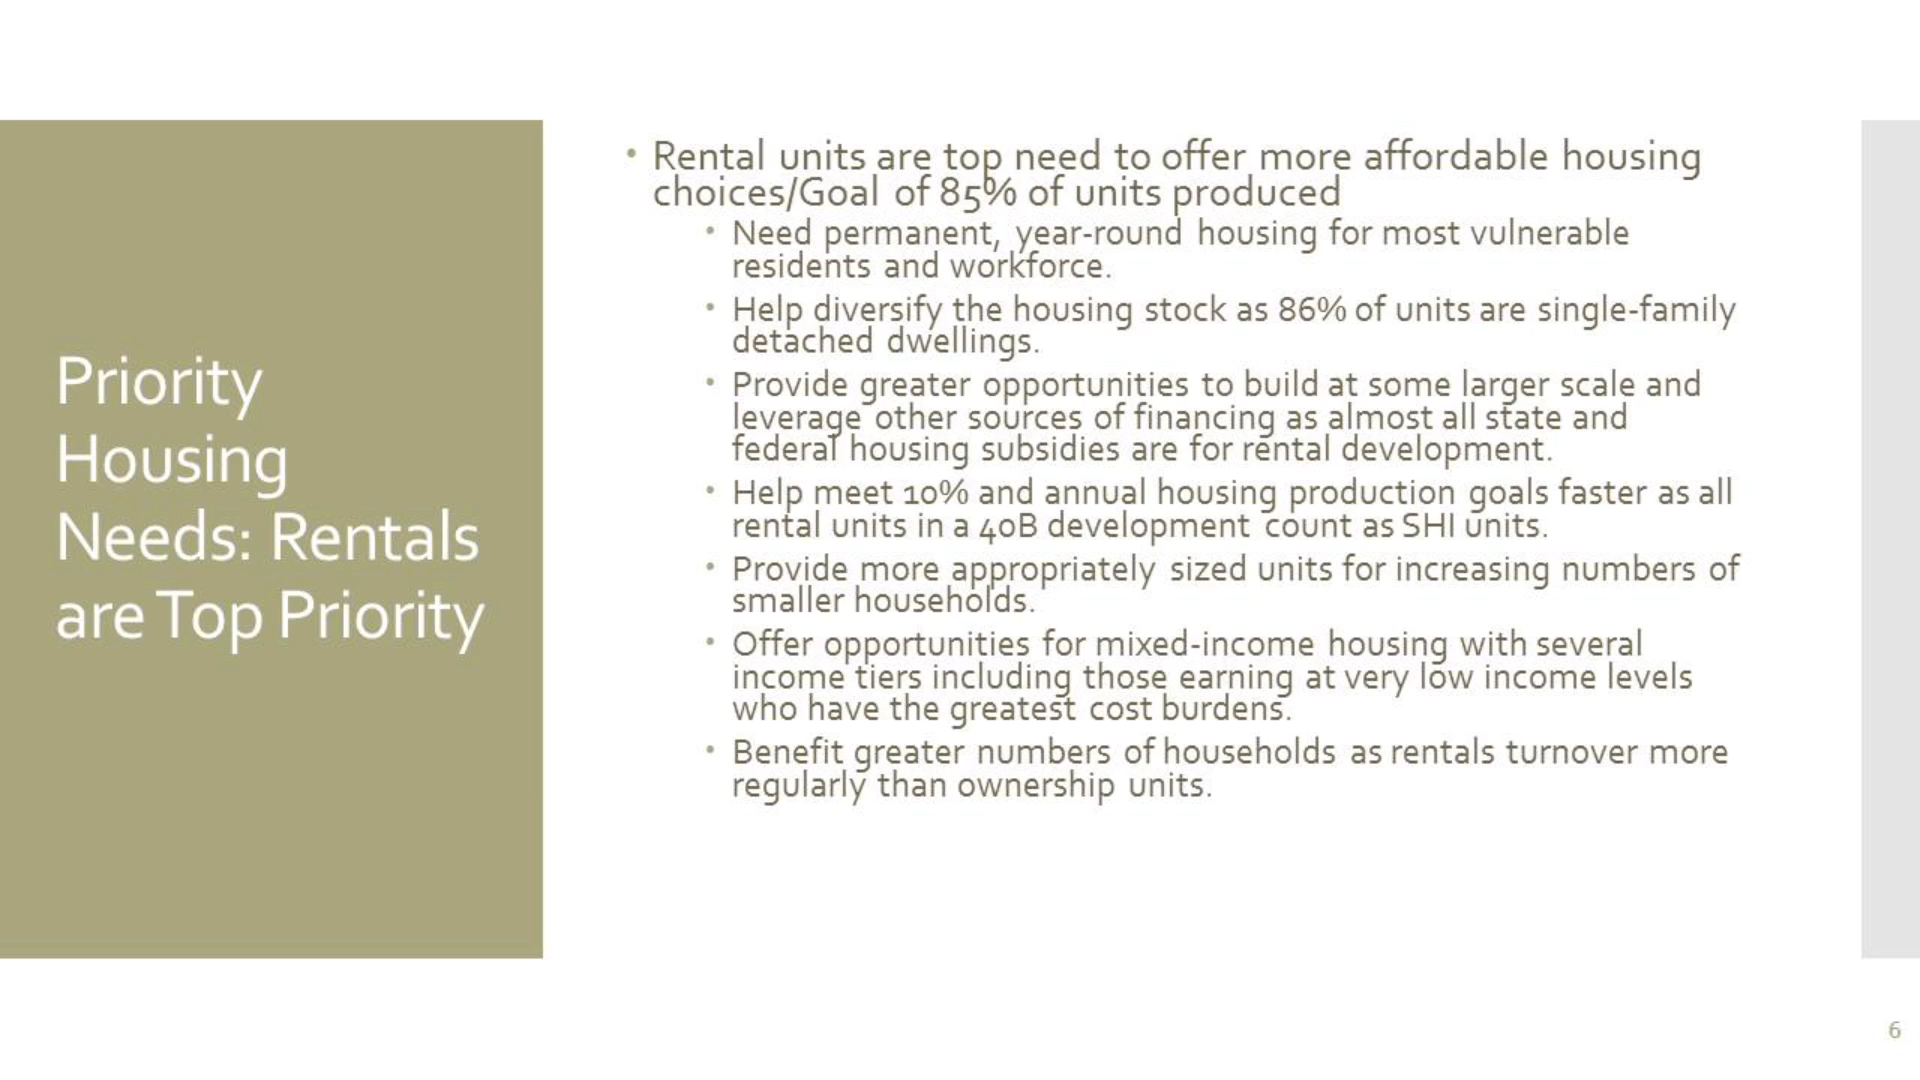 Priority
Housing
Needs: Rentals
are Top Priority
• Rental units are top need to offer more affordable housing
choices/Goal of 85% of units produced
• Need permanent, year-round housing for most vulnerable
residents and workforce.
• Help diversify the housing stock as 86% of units are single-family
detached dwellings.
• Provide greater opportunities to build at some larger scale and
leverage other sources of financing as almost all state and
federal housing subsidies are for rental development.
• Help meet 10% and annual housing production goals faster as all
rental units in a 40B development count as SHI units.
• Provide more appropriately sized units for increasing numbers of
smaller households.
• Offer opportunities for mixed-income housing with several
income tiers including those earning at very low income levels
who have the greatest cost burdens.
• Benefit greater numbers of households as rentals turnover more
regularly than ownership units.
6